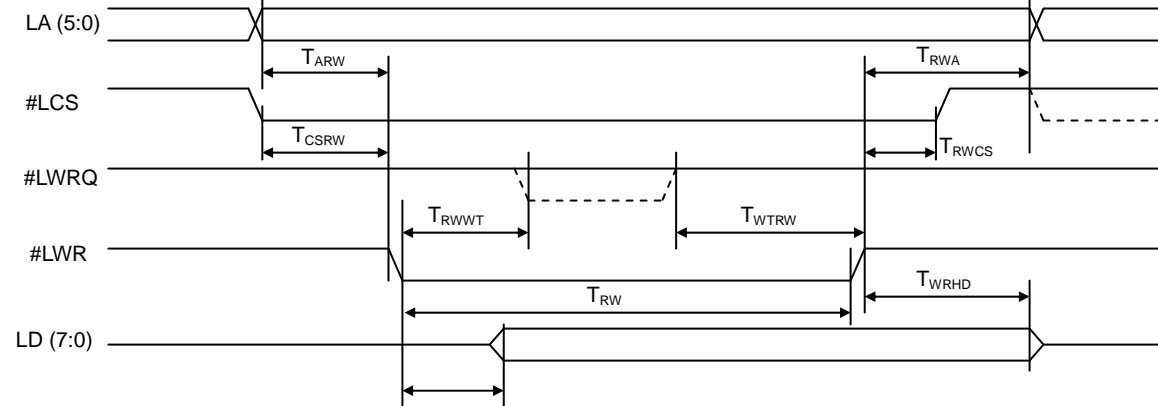 LA (5:0)
TARW
TRWA
#LCS
TCSRW
TRWCS
#LWRQ
TRWWT
TWTRW
#LWR
TRW
TWRHD
LD (7:0)